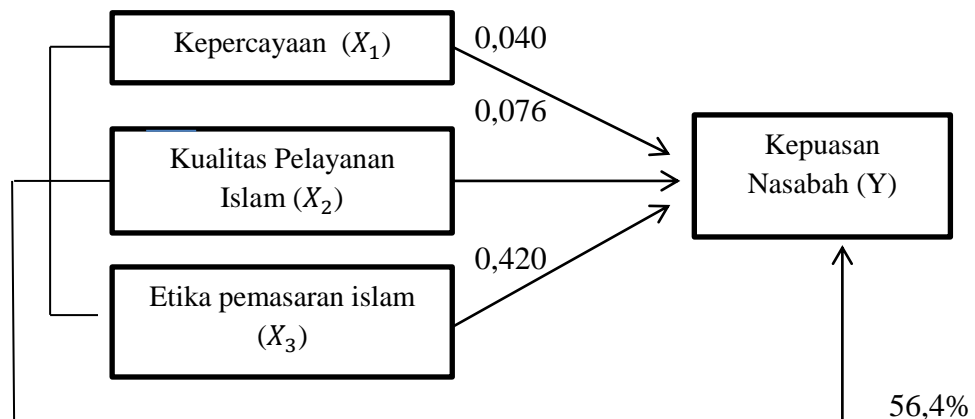 Kepercayaan (𝑋₁)
0,040
0,076
Kualitas Pelayanan
Islam (𝑋₂)
Kepuasan
Nasabah (Y)
0,420
Etika pemasaran islam
(𝑋₃)
56,4%